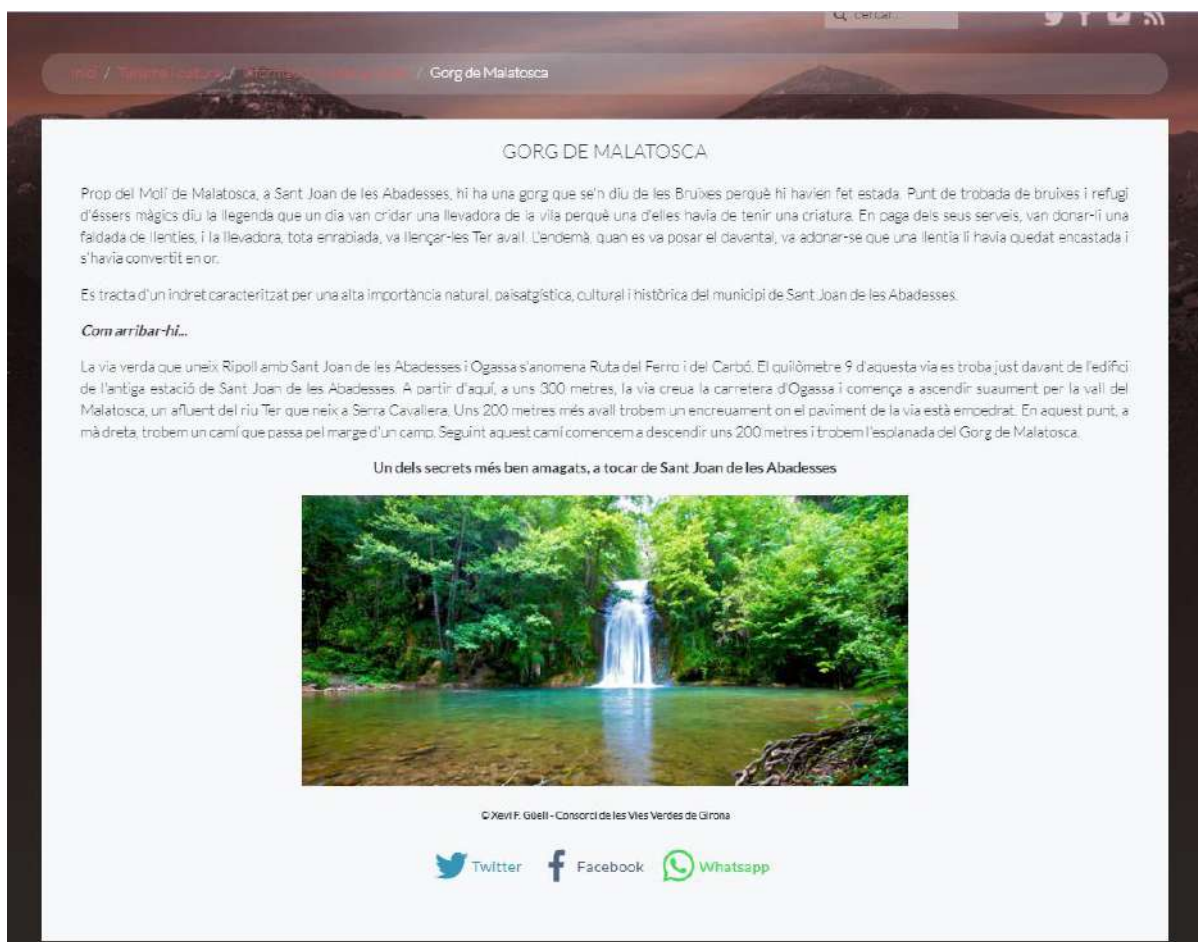 cercar...
Inici / Turisme i cultura / / Gorg de Malatosca
GORG DE MALATOSCA
Prop del Molí de Malatosca, a Sant Joan de les Abadesses, hi ha una gorg que se'n diu de les Bruixes perquè hi havien fet estada. Punt de trobada de bruixes i refugi
d'éssers màgics diu la llegenda que un dia van cridar una llevadora de la vila perquè una d'elles havia de tenir una criatura. En paga dels seus serveis, van donar-li una
faldada de llenties, i la llevadora, tota enrabiada, va llençar-les Ter avall. L'endemà, quan es va posar el davantal, va adonar-se que una llentia li havia quedat encastada i
s'havia convertit en or.
Es tracta d'un indret caracteritzat per una alta importància natural, paisatgística, cultural i històrica del municipi de Sant Joan de les Abadesses.
Com arribar-hi...
La via verda que uneix Ripoll amb Sant Joan de les Abadesses i Ogassa s'anomena Ruta del Ferro i del Carbó. El quilòmetre 9 d'aquesta via es troba just davant de l'edifici
de l'antiga estació de Sant Joan de les Abadesses. A partir d'aquí, a uns 300 metres, la via creua la carretera d'Ogassa i comença a ascendir suaument per la vall del
Malatosca, un afluent del riu Ter que neix a Serra Cavallera. Uns 200 metres més avall trobem un encreuament on el paviment de la via està empedrat. En aquest punt, a
mà dreta, trobem un camí que passa pel marge d'un camp. Seguint aquest camí comencem a descendir uns 200 metres i trobem l'esplanada del Gorg de Malatosca.
Un dels secrets més ben amagats, a tocar de Sant Joan de les Abadesses
© Xevi F. Güell - Consorci de les Vies Verdes de Girona
Twitter Facebook Whatsapp